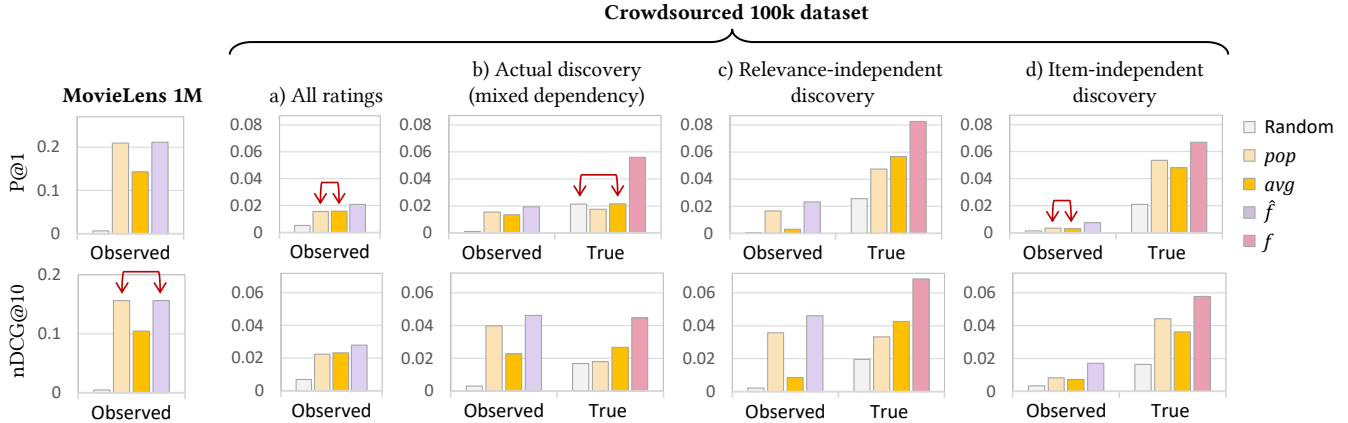 Crowdsourced 100k dataset
MovieLens 1M
a) All ratings
b) Actual discovery
(mixed dependency)
c) Relevance-independent
discovery
d) Item-independent
discovery
P@1
0.2
0.1
0
Observed
0.08
0.06
0.04
0.02
0
Observed
0.08
0.06
0.04
0.02
0
Observed True
0.08
0.06
0.04
0.02
0
Observed True
0.08
0.06
0.04
0.02
0
Observed True
Random
pop
avg
f̂
f
nDCG@10
0.2
0.1
0
Observed
0.06
0.04
0.02
0
Observed
0.06
0.04
0.02
0
Observed True
0.06
0.04
0.02
0
Observed True
0.06
0.04
0.02
0
Observed True